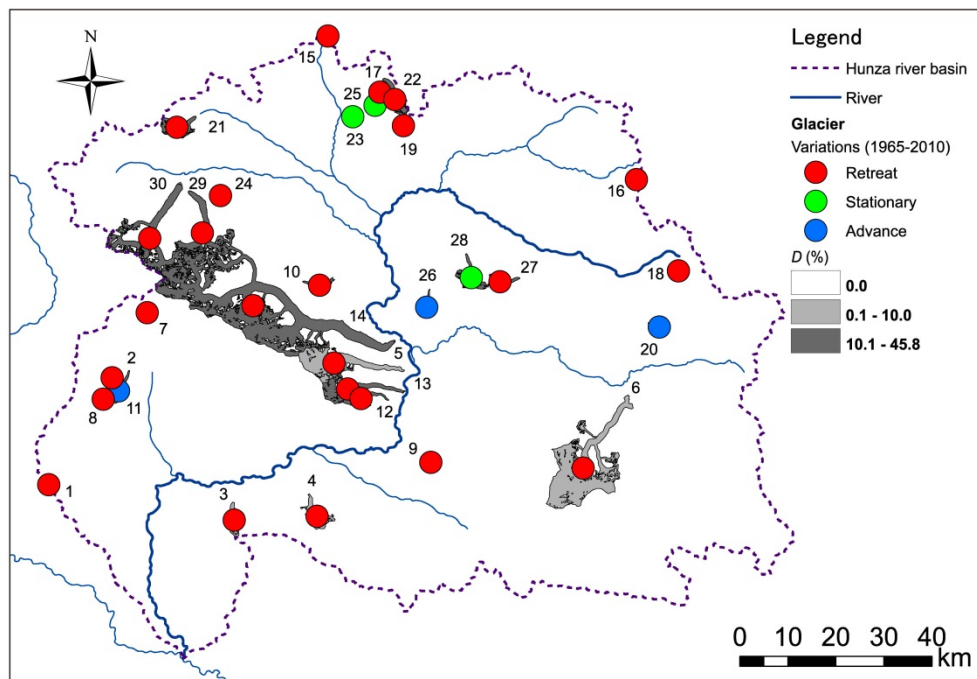 N
15
17
22
25
23
19
21
30
29
24
16
28
27
18
26
10
14
5
20
7
13
6
2
8
11
12
9
1
3
4
Legend
Hunza river basin
River
Glacier
Variations (1965-2010)
Retreat
Stationary
Advance
D (%)
0.0
0.1 - 10.0
10.1 - 45.8
0 10 20 30 40
km